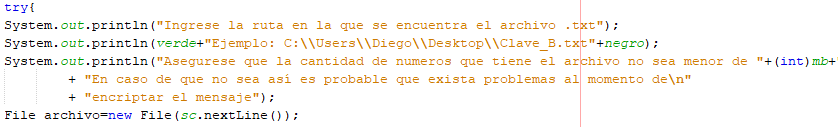 try{
System.out.println("Ingrese la ruta en la que se encuentra el archivo .txt");
System.out.println(verde+"Ejemplo: C:\\Users\\Diego\\Desktop\\Clave_B.txt"+negro);
System.out.println("Asegurese que la cantidad de numeros que tiene el archivo no sea menor de "+(int)mb+"
+ "En caso de que no sea así es probable que exista problemas al momento de\n"
+ "encriptar el mensaje");
File archivo=new File(sc.nextLine());